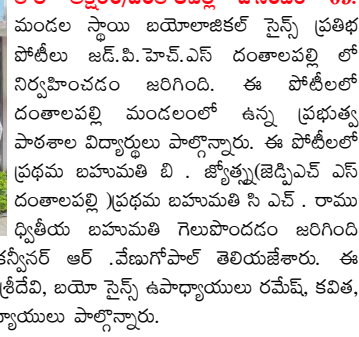 మండల స్థాయి బయోలాజికల్ సైన్స్ ప్రతిభ
పోటీలు జడ్.పి.హెచ్.ఎస్ దంతాలపల్లి లో
నిర్వహించడం జరిగింది. ఈ పోటీలలో
దంతాలపల్లి మండలంలో ఉన్న ప్రభుత్వ
పాఠశాల విద్యార్థులు పాల్గొన్నారు. ఈ పోటీలలో
ప్రథమ బహుమతి బి . జ్యోత్స్న(జెడ్పిఎచ్ ఎస్
దంతాలపల్లి )ప్రథమ బహుమతి సి ఎచ్ . రాము
ధ్వితీయ బహుమతి గెలుపొందడం జరిగింది
కన్వీనర్ ఆర్ .వేణుగోపాల్ తెలియజేశారు. ఈ
శ్రీదేవి, బయో సైన్స్ ఉపాధ్యాయులు రమేష్, కవిత,
ధ్యాయులు పాల్గొన్నారు.